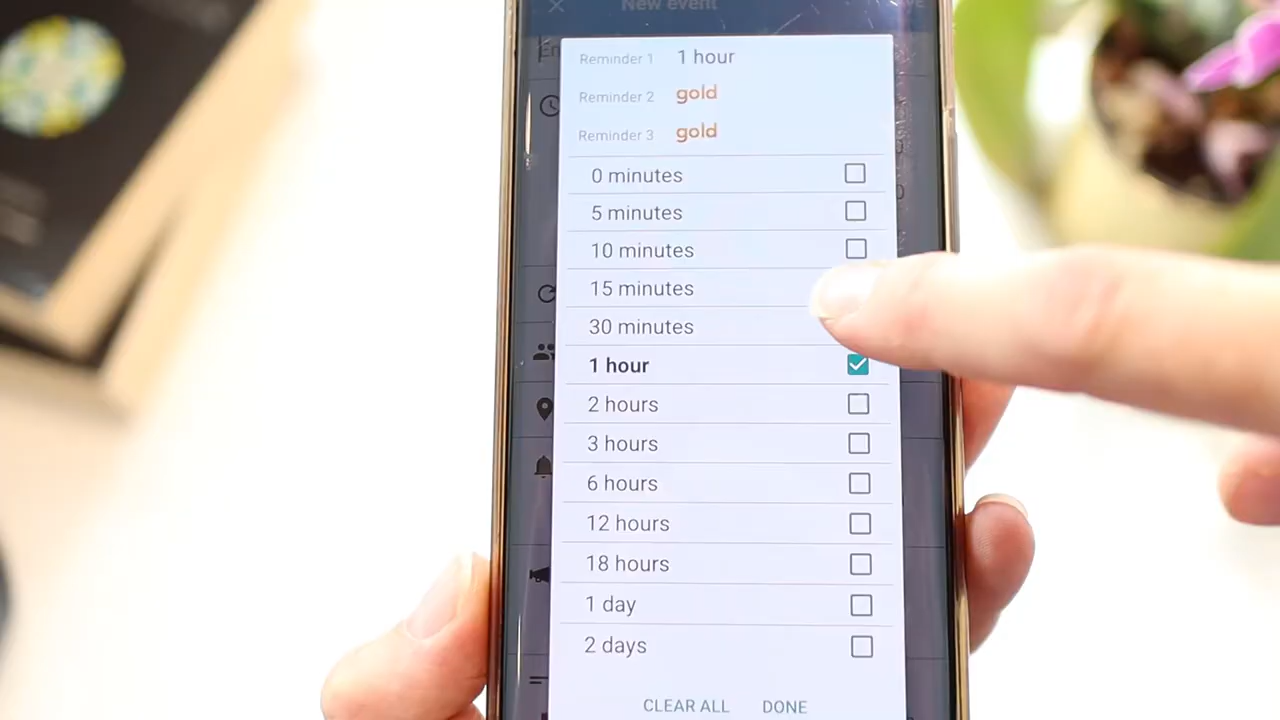 New event
Reminder 1 1 hour
Reminder 2 gold
Reminder 3 gold
0 minutes
5 minutes
10 minutes
15 minutes
30 minutes
1 hour
2 hours
3 hours
6 hours
12 hours
18 hours
1 day
2 days
CLEAR ALL DONE